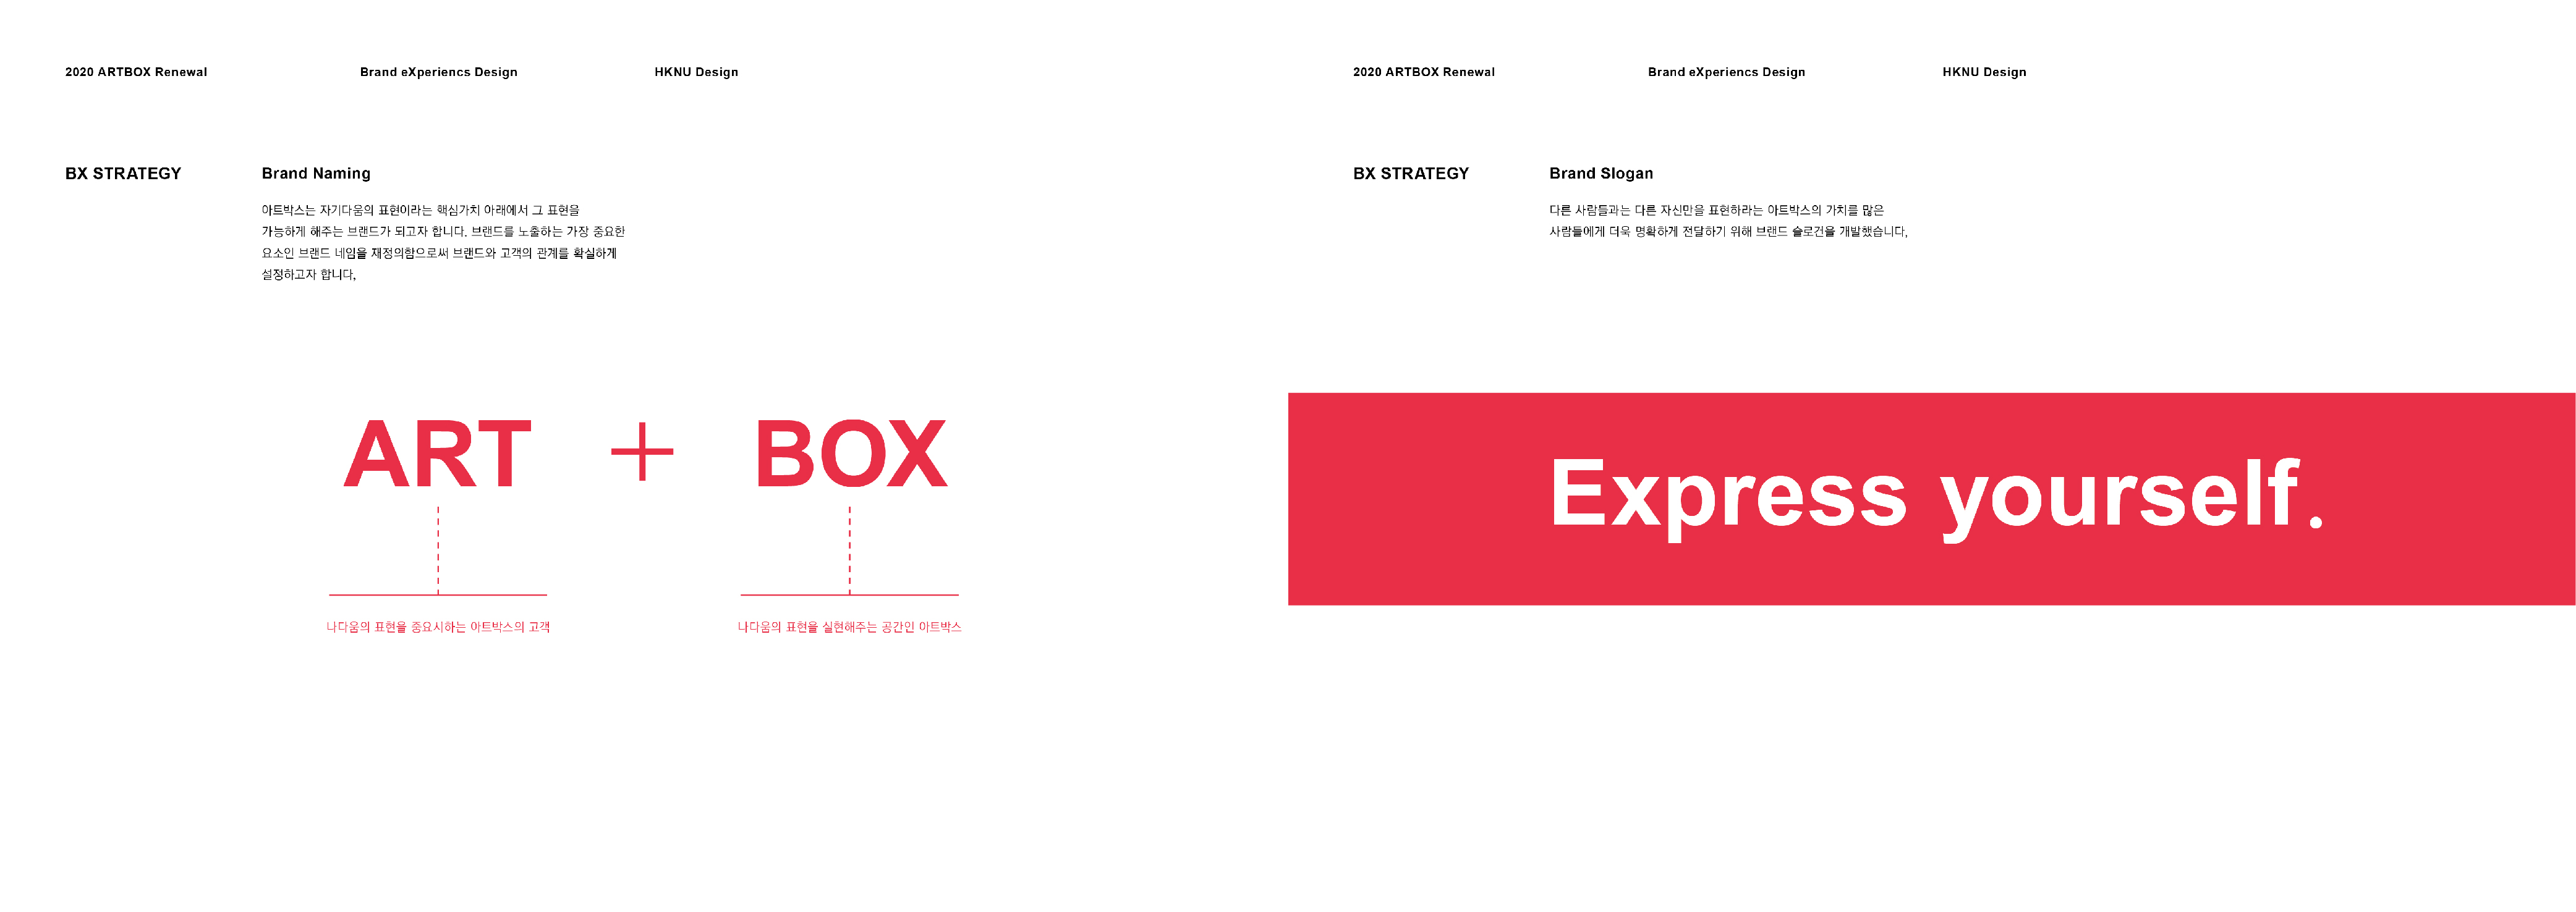 2020 ARTBOX Renewal
Brand eXperiencs Design
HKNU Design
BX STRATEGY
Brand Naming
아트박스는 자기다움의 표현이라는 핵심가치 아래에서 그 표현을
가능하게 해주는 브랜드가 되고자 합니다. 브랜드를 노출하는 가장 중요한
요소인 브랜드 네임을 재정의함으로써 브랜드와 고객의 관계를 확실하게
설정하고자 합니다.
ART + BOX
나다움의 표현을 중요시하는 아트박스의 고객
나다움의 표현을 실현해주는 공간인 아트박스
2020 ARTBOX Renewal
Brand eXperiencs Design
HKNU Design
BX STRATEGY
Brand Slogan
다른 사람들과는 다른 자신만을 표현하라는 아트박스의 가치를 많은
사람들에게 더욱 명확하게 전달하기 위해 브랜드 슬로건을 개발했습니다.
Express yourself.